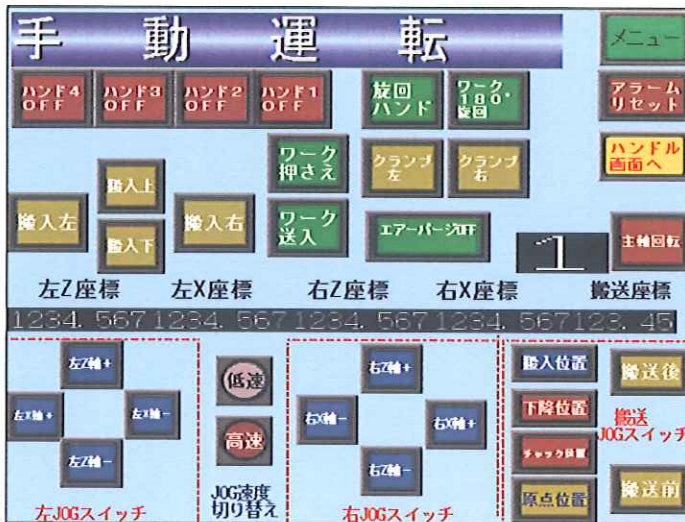 手 動 運 転
メニュー
ハンド4 OFF
ハンド3 OFF
ハンド2 OFF
ハンド1 OFF
旋回 ハンド
ワーク 180° 旋回
アラーム リセット
ワーク 押さえ
クランプ 左
クランプ 右
ハンドル 画面へ
搬入左
搬入上
搬入下
搬入右
ワーク 送入
エアーパージOFF
1
主軸回転
左Z座標
左X座標
右Z座標
右X座標
搬送座標
1234.567
1234.567
1234.567
1234.567
123.45
左Z軸+
左X軸+
左X軸-
左Z軸-
左JOGスイッチ
低速
高速
JOG速度 切り替え
右Z軸+
右X軸-
右X軸+
右Z軸-
右JOGスイッチ
搬入位置
下降位置
原点位置
搬送後
搬送 JOGスイッチ
搬送前